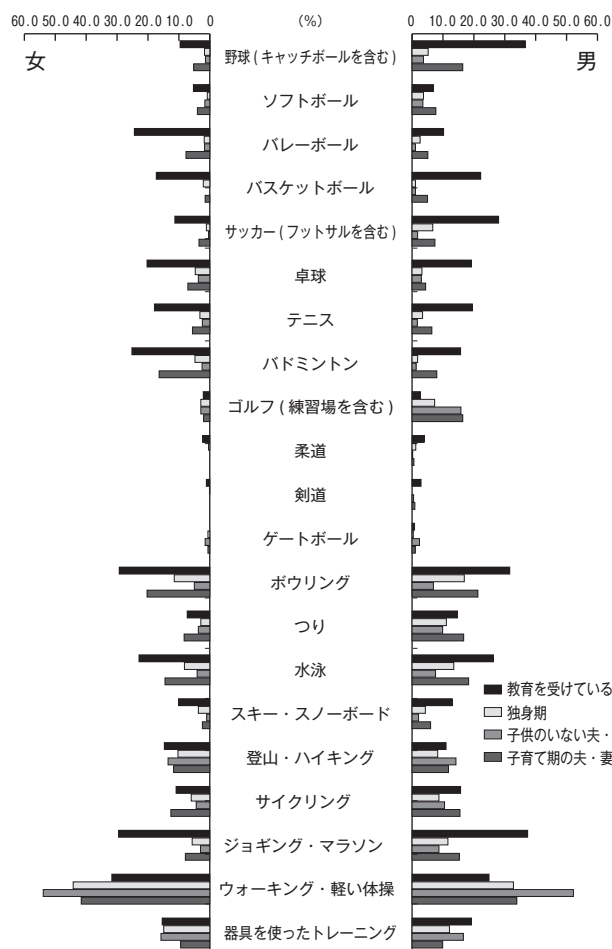 60.0 50.0 40.0 30.0 20.0 10.0 0 (%) 0 10.0 20.0 30.0 40.0 50.0 60.0
女
男
野球(キャッチボールを含む)
ソフトボール
バレーボール
バスケットボール
サッカー(フットサルを含む)
卓球
テニス
バドミントン
ゴルフ(練習場を含む)
柔道
剣道
ゲートボール
ボウリング
つり
水泳
スキー・スノーボード
登山・ハイキング
サイクリング
ジョギング・マラソン
ウォーキング・軽い体操
器具を使ったトレーニング
教育を受けている
独身期
子供のいない夫・
子育て期の夫・妻